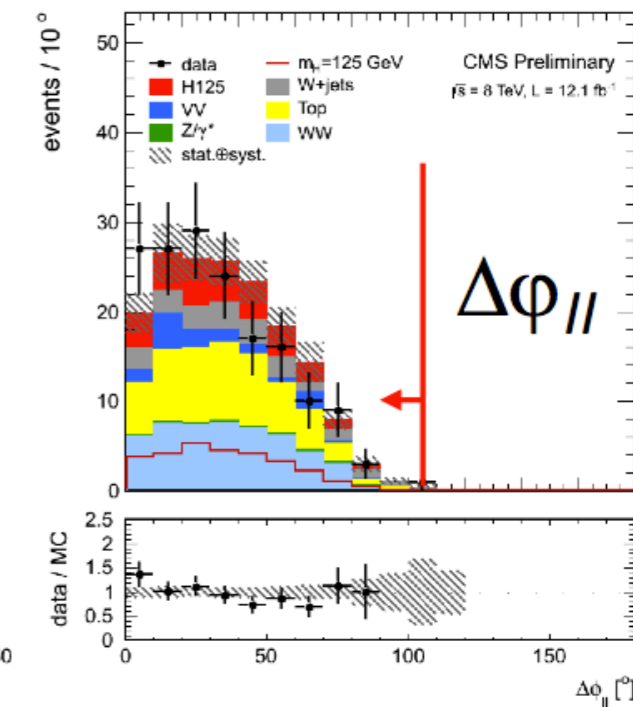 events / 10 °
50
40
30
20
10
0
data
m_H=125 GeV
H125
W+jets
VV
Top
Z/γ*
WW
stat.⊕syst.
CMS Preliminary
√s = 8 TeV, L = 12.1 fb⁻¹
Δφ_ll
data / MC
2.5
2
1.5
1
0.5
0
0
50
100
150
Δϕ_ll [°]